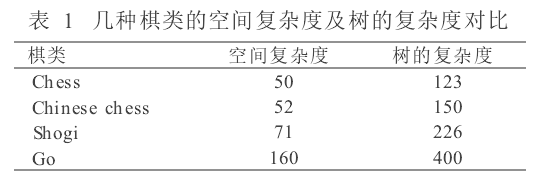 表 1 几种棋类的空间复杂度及树的复杂度对比
棋类 空间复杂度 树的复杂度
Chess 50 123
Chinese chess 52 150
Shogi 71 226
Go 160 400